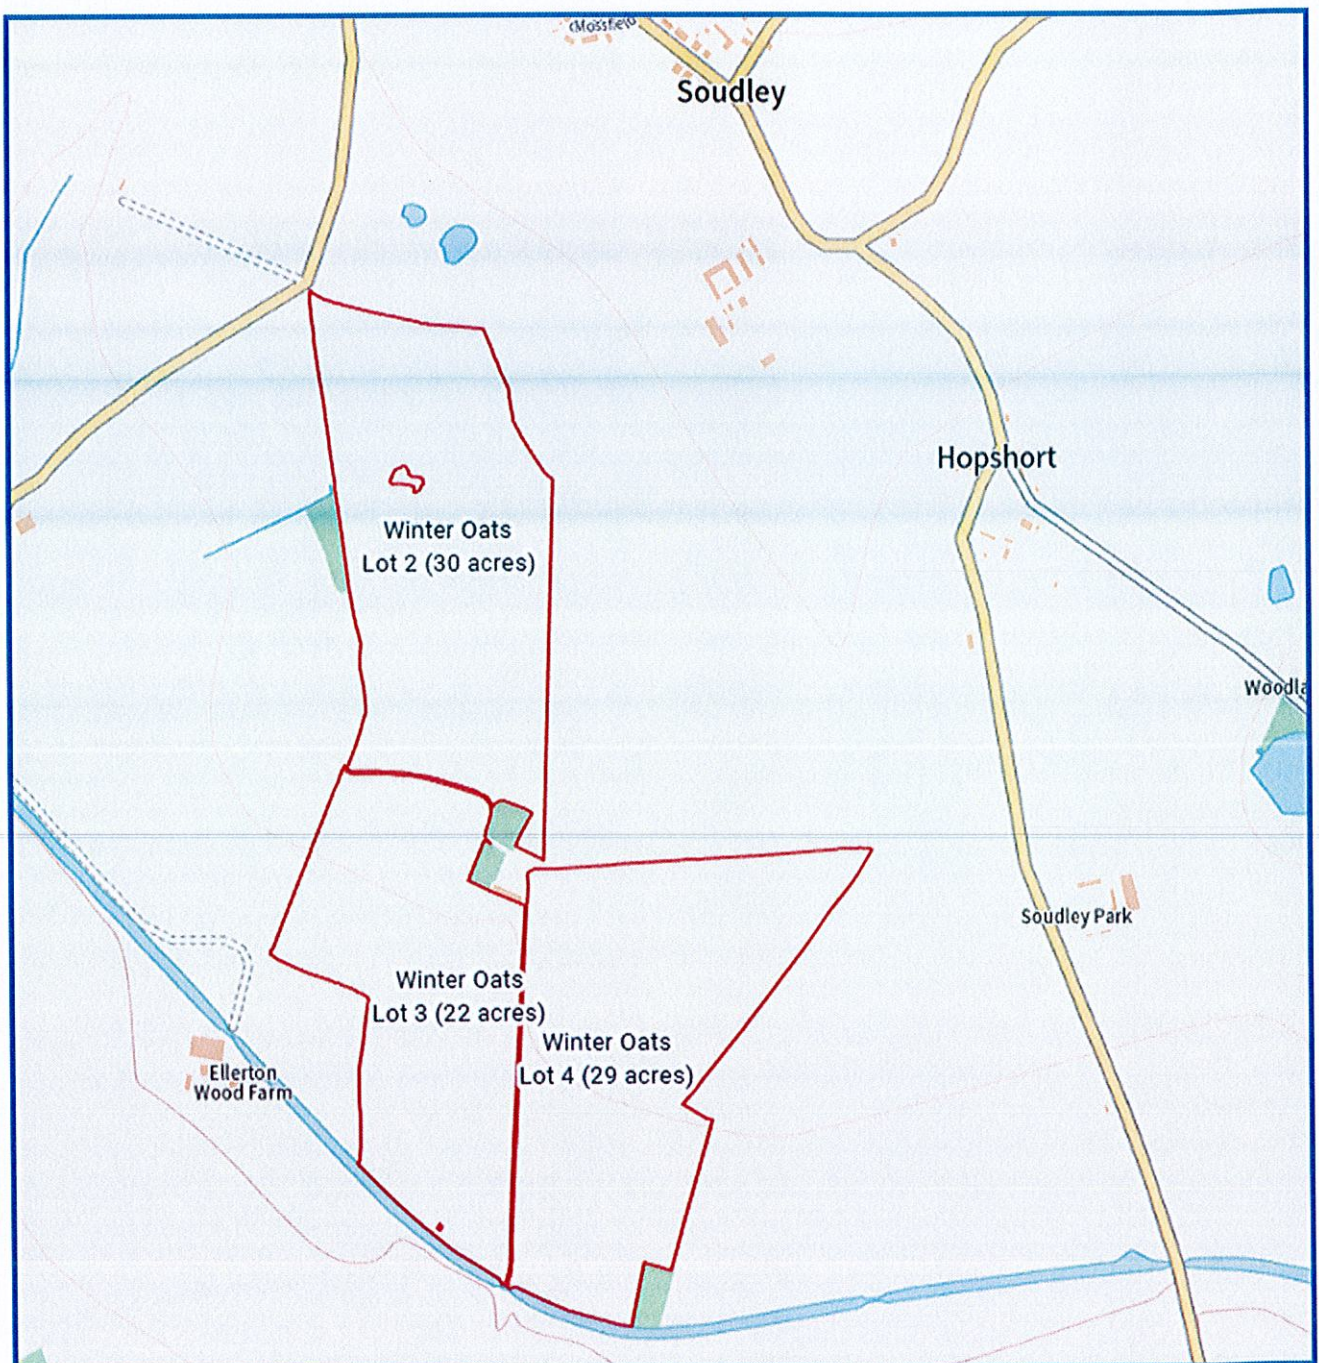 Mossfield
Soudley
Hopshort
Winter Oats
Lot 2 (30 acres)
Woodla
Soudley Park
Winter Oats
Lot 3 (22 acres)
Winter Oats
Lot 4 (29 acres)
Ellerton
Wood Farm